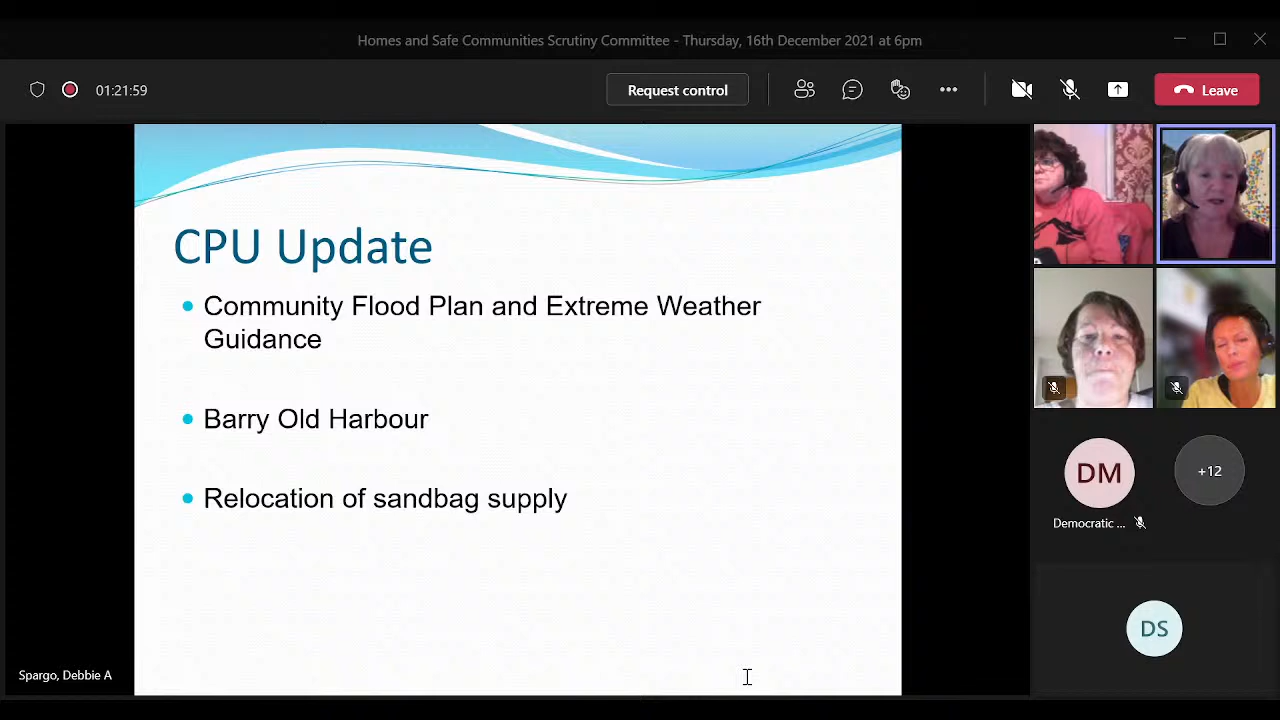 Homes and Safe Communities Scrutiny Committee - Thursday, 16th December 2021 at 6pm
01:21:59
Request control
Leave
CPU Update
Community Flood Plan and Extreme Weather
Guidance
Barry Old Harbour
Relocation of sandbag supply
DM
+12
Democratic ...
DS
Spargo, Debbie A